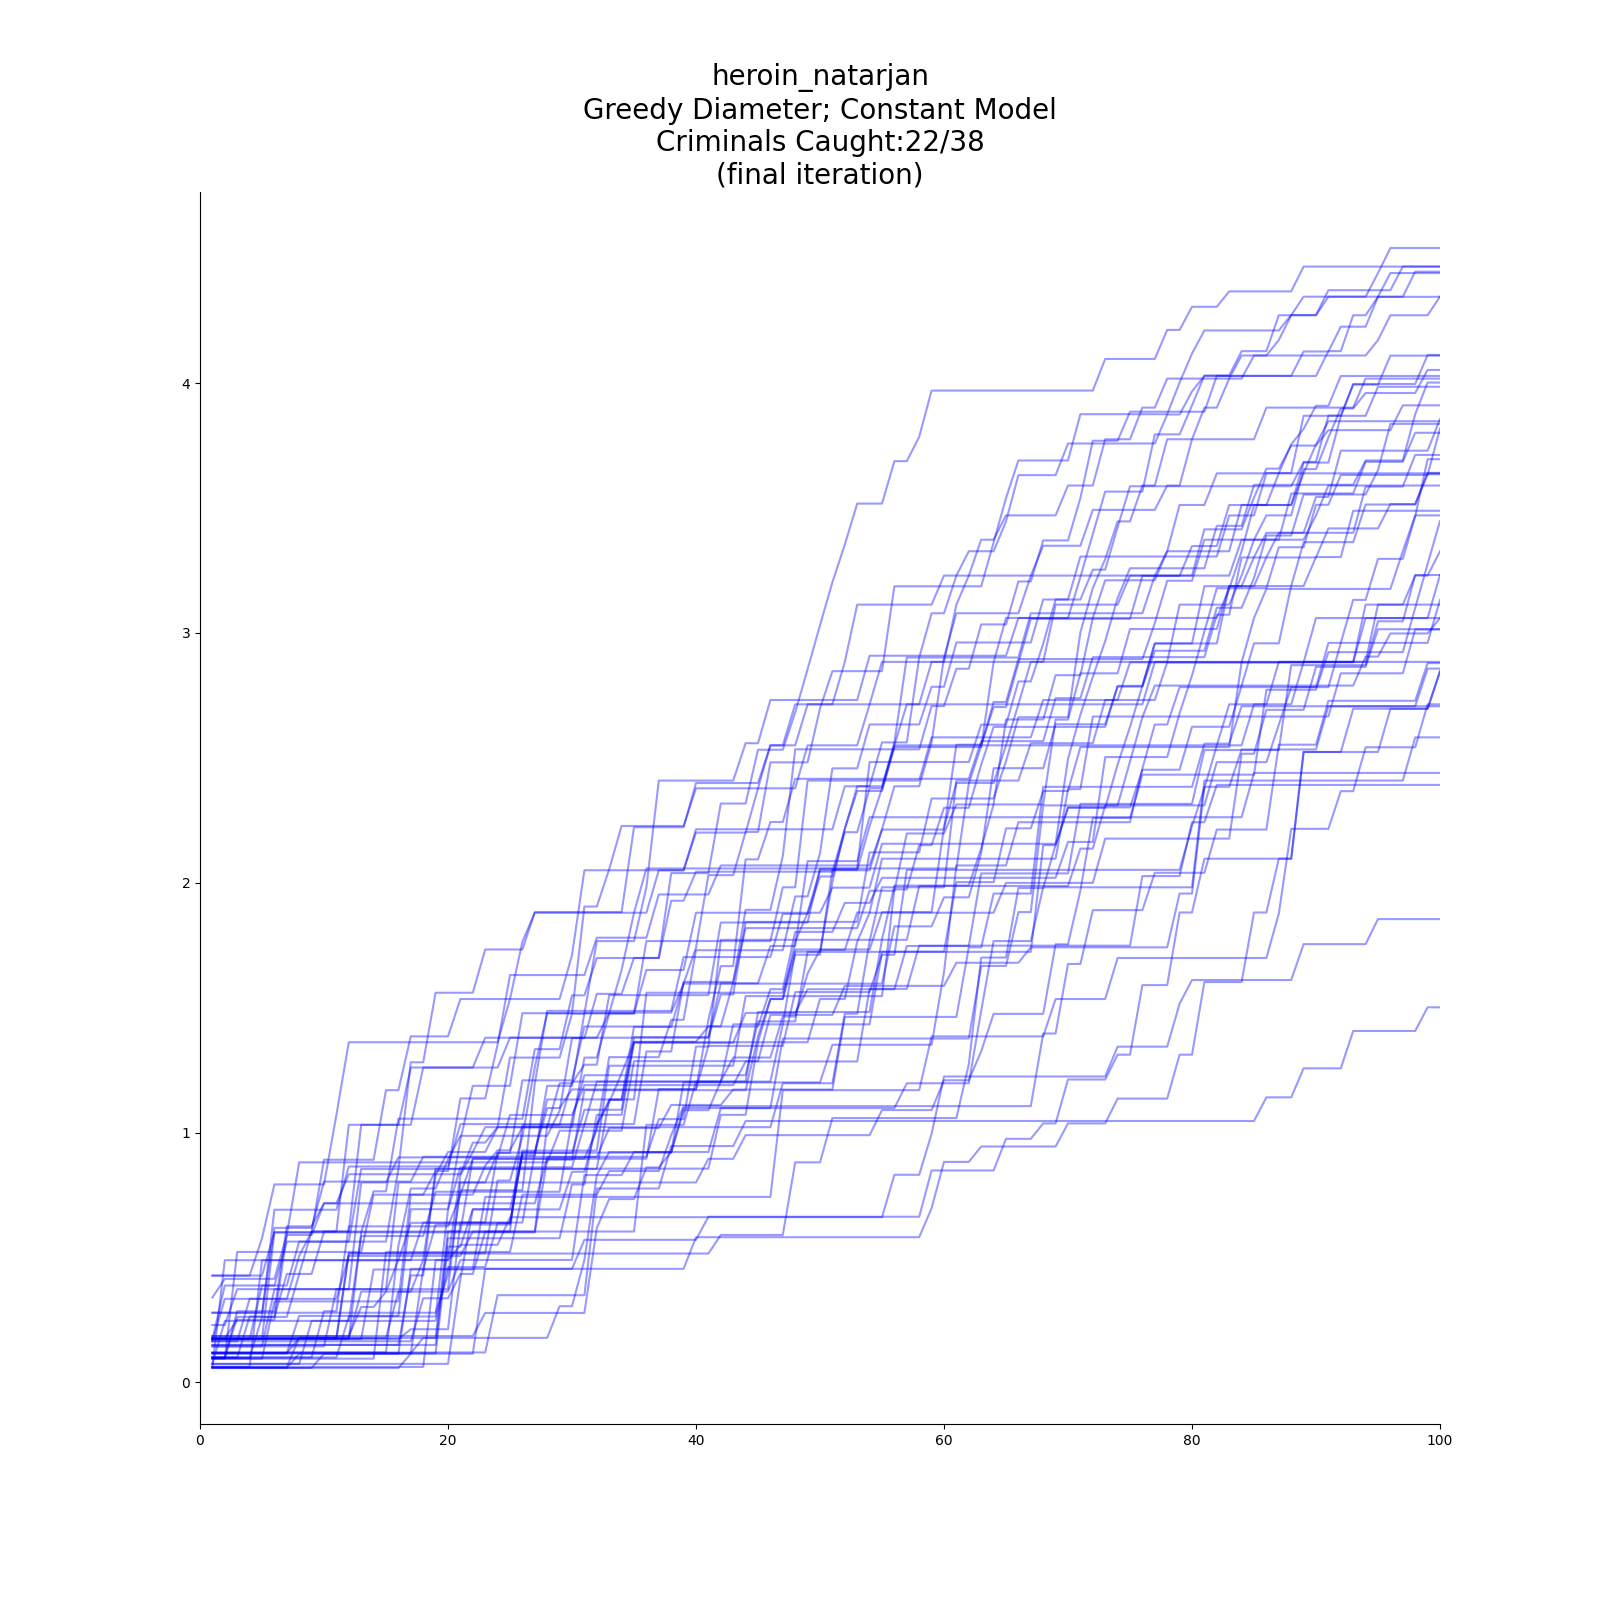 heroin_natarjan
Greedy Diameter; Constant Model
Criminals Caught:22/38
(final iteration)
4
3
2
1
0
0 20 40 60 80 100